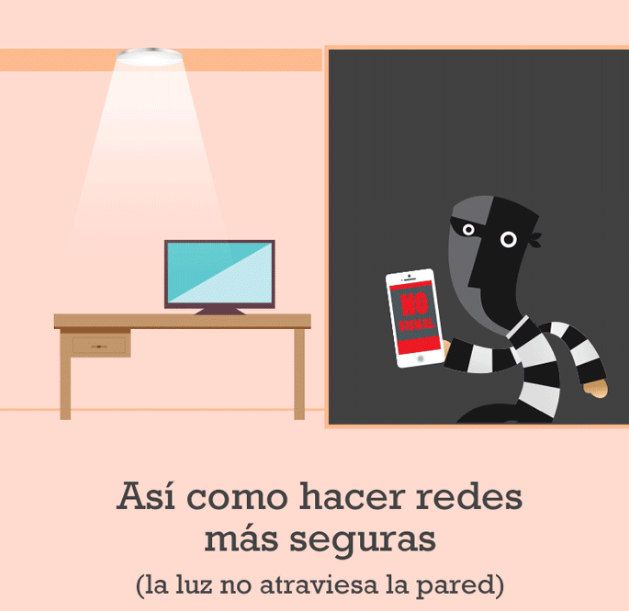 NO
SIGNAL
Así como hacer redes
más seguras
(la luz no atraviesa la pared)